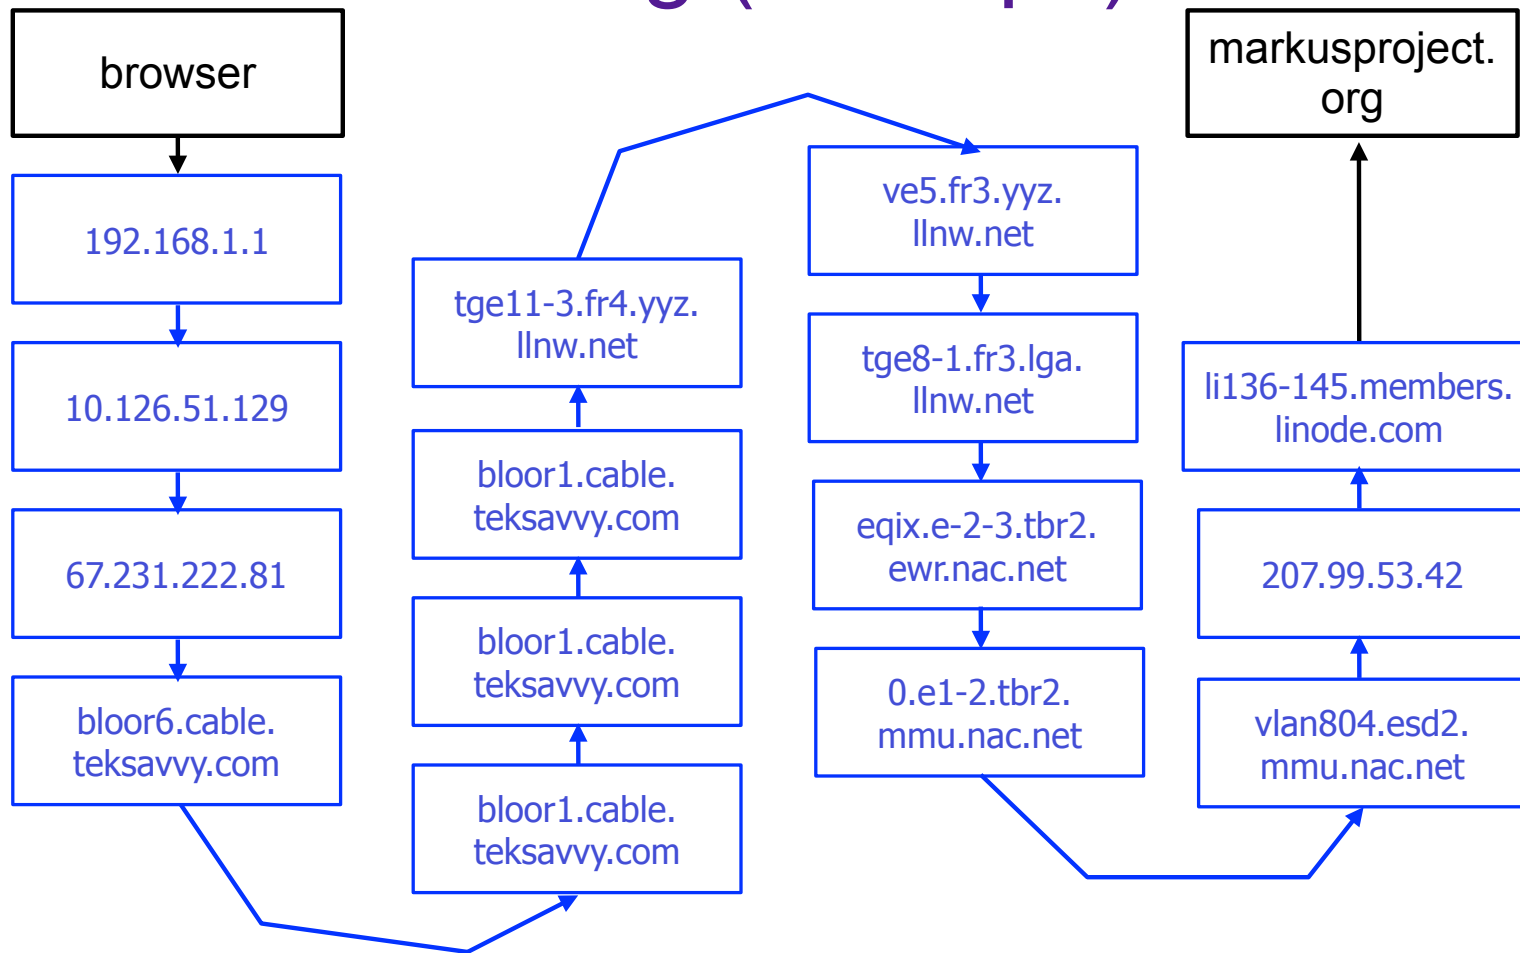 browser
192.168.1.1
10.126.51.129
67.231.222.81
bloor6.cable.
teksavvy.com
bloor1.cable.
teksavvy.com
bloor1.cable.
teksavvy.com
bloor1.cable.
teksavvy.com
tge11-3.fr4.yyz.
llnw.net
ve5.fr3.yyz.
llnw.net
tge8-1.fr3.lga.
llnw.net
eqix.e-2-3.tbr2.
ewr.nac.net
0.e1-2.tbr2.
mmu.nac.net
vlan804.esd2.
mmu.nac.net
207.99.53.42
li136-145.members.
linode.com
markusproject.
org